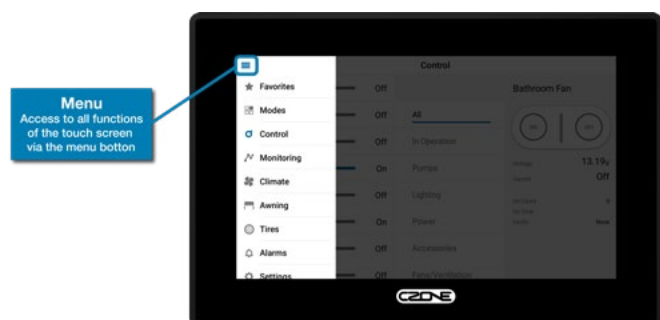 Menu
Access to all functions
of the touch screen
via the menu botton
Control
Favorites
Modes
Control
Monitoring
Climate
Awning
Tires
Alarms
Settings
Off
Off
Off
On
Off
On
Off
Off
All
In Operation
Pumps
Lighting
Power
Accessories
Fans/Ventilation
Bathroom Fan
13.19
Off
None
CZONE